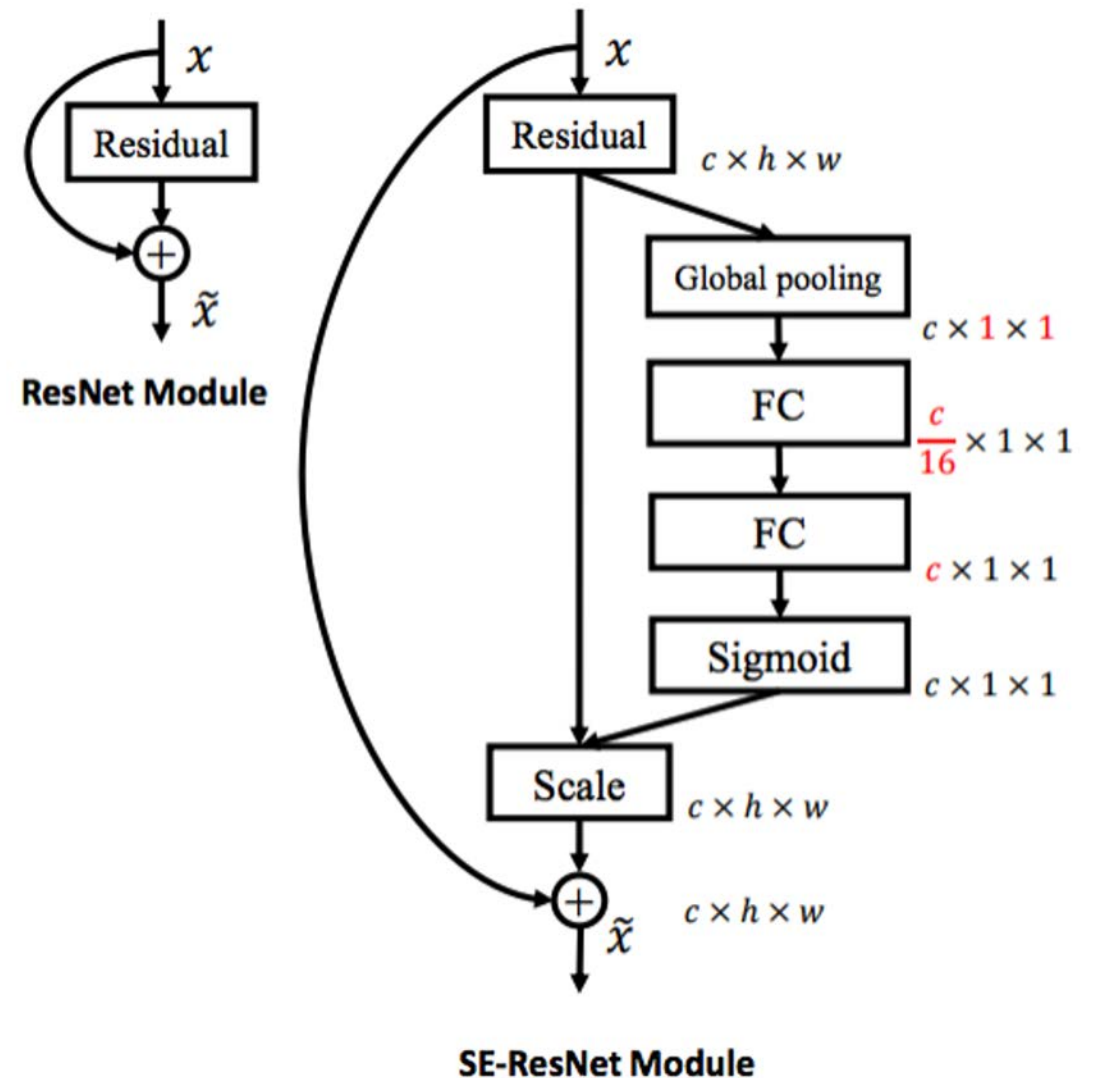 x
Residual
+
x̃
ResNet Module
x
Residual
c × h × w
Global pooling
c × 1 × 1
FC
c/16 × 1 × 1
FC
c × 1 × 1
Sigmoid
c × 1 × 1
Scale
c × h × w
+
c × h × w
x̃
SE-ResNet Module